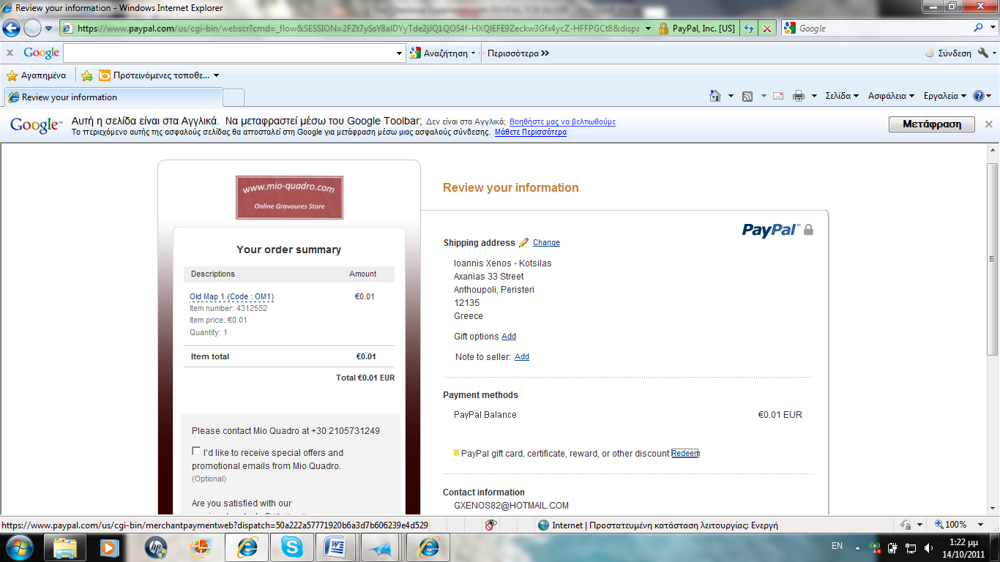 Review your information - Windows Internet Explorer
https://www.paypal.com/us/cgi-bin/webscr?cmd=_flow&SESSION=2FZt7ySsY8aIDYyTde2jJQ1QOS4f-HXQIEFE9Zeckw3Gfx4ycZ-HFFPGCt8&dispa
PayPal, Inc. [US]
Google
Google
Αναζήτηση
Περισσότερα
Σύνδεση
Αγαπημένα
Προτεινόμενες τοποθε...
Review your information
Σελίδα
Ασφάλεια
Εργαλεία
Google™
Αυτή η σελίδα είναι στα Αγγλικά. Να μεταφραστεί μέσω του Google Toolbar; Δεν είναι στα Αγγλικά; Βοηθήστε μας να βελτιωθούμε
Το περιεχόμενο αυτής της ασφαλούς σελίδας θα αποσταλεί στη Google για μετάφραση μέσω μιας ασφαλούς σύνδεσης. Μάθετε Περισσότερα
Μετάφραση
www.mio-quadro.com
Online Gravoures Store
Your order summary
Descriptions Amount
Old Map 1 (Code : OM1) €0.01
Item number: 4312552
Item price: €0.01
Quantity: 1
Item total €0.01
Total €0.01 EUR
Please contact Mio Quadro at +30 2105731249
I'd like to receive special offers and
promotional emails from Mio Quadro.
(Optional)
Are you satisfied with our
Review your information
PayPal™
Shipping address Change
Ioannis Xenos - Kotsilas
Axanias 33 Street
Anthoupoli, Peristeri
12135
Greece
Gift options Add
Note to seller: Add
Payment methods
PayPal Balance €0.01 EUR
PayPal gift card, certificate, reward, or other discount Redeem
Contact information
GXENOS82@HOTMAIL.COM
https://www.paypal.com/us/cgi-bin/merchantpaymentweb?dispatch=50a222a57771920b6a3d7b606239e4d529
Internet | Προστατευμένη κατάσταση λειτουργίας: Ενεργή
100%
EN
1:22 μμ
14/10/2011